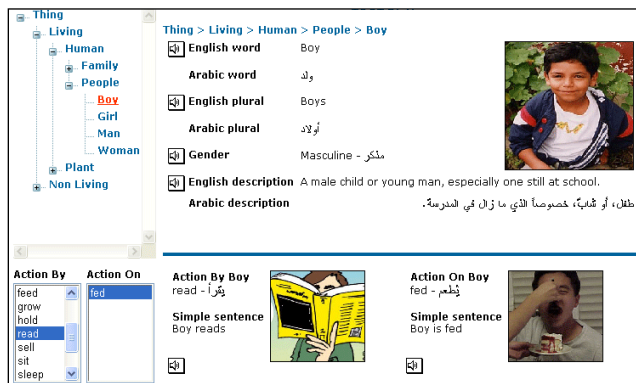 Thing
Living
Human
Family
People
Boy
Girl
Man
Woman
Plant
Non Living
Thing > Living > Human > People > Boy
English word Boy
Arabic word ولد
English plural Boys
Arabic plural أولاد
Gender Masculine - مذكر
English description A male child or young man, especially one still at school.
Arabic description طفل، أو شابّ، خصوصاً الذي ما زال في المدرسة.
Action By Action On
feed
grow
hold
read
sell
sit
sleep
fed
Action By Boy
read - يَقرأ
Simple sentence
Boy reads
Action On Boy
fed - يُطعم
Simple sentence
Boy is fed